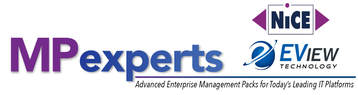 NiCE
MPexperts
EView
TECHNOLOGY
Advanced Enterprise Management Packs for Today's Leading IT Platforms